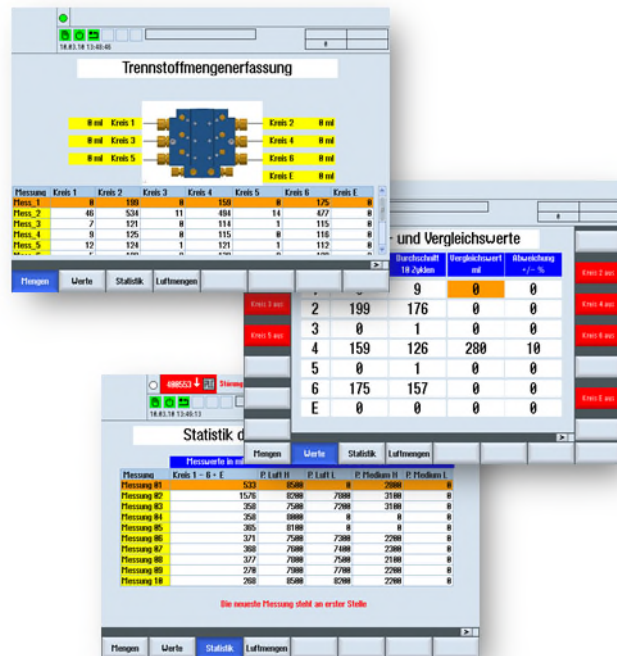 10.03.10 13:48:46
0
Trennstoffmengenerfassung
0 ml Kreis 1 Kreis 2 0 ml
0 ml Kreis 3 Kreis 4 0 ml
0 ml Kreis 5 Kreis 6 0 ml
Kreis E 0 ml
Messung Kreis 1 Kreis 2 Kreis 3 Kreis 4 Kreis 5 Kreis 6 Kreis E
Mess_1 0 199 0 159 0 175 0
Mess_2 46 534 11 494 14 477 0
Mess_3 7 121 0 114 1 115 0
Mess_4 9 125 0 115 0 116 0
Mess_5 12 124 1 121 1 112 0
Mengen Werte Statistik Luftmengen
0
- und Vergleichswerte
Durchschnitt Vergleichswert Abweichung
10 Zyklen ml +/- %
9 0 0
2 199 176 0 0
3 0 1 0 0
4 159 126 280 10
5 0 1 0 0
6 175 157 0 0
E 0 0 0 0
Kreis 3 aus
Kreis 5 aus
Kreis 2 aus
Kreis 4 aus
Kreis 6 aus
Kreis E aus
Mengen Werte Statistik Luftmengen
400553 Störung
10.03.10 13:49:13
Statistik d
Messwerte in ml
Messung Kreis 1 - 6 + E P. Luft H P. Luft L P. Medium H P. Medium L
Messung 01 533 8500 0 2800 0
Messung 02 1576 8200 7800 3100 0
Messung 03 358 7500 7200 3100 0
Messung 04 358 8000 0 0 0
Messung 05 365 8100 0 0 0
Messung 06 371 7500 7300 2200 0
Messung 07 368 7600 7400 2300 0
Messung 08 377 7800 7500 2100 0
Messung 09 270 7900 7700 2200 0
Messung 10 268 8500 8200 2200 0
Die neueste Messung steht an erster Stelle
Mengen Werte Statistik Luftmengen